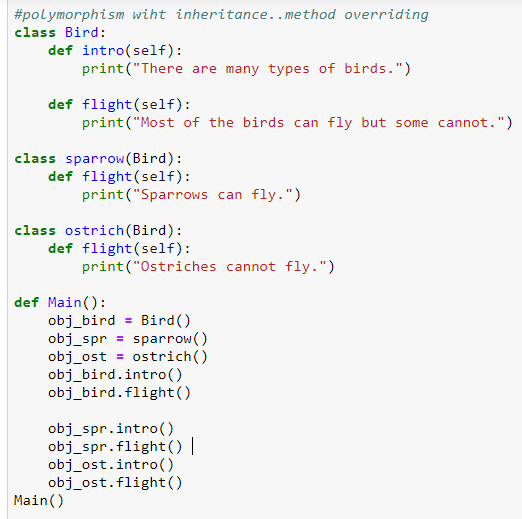 #polymorphism wiht inheritance..method overriding
class Bird:
    def intro(self):
        print("There are many types of birds.")

    def flight(self):
        print("Most of the birds can fly but some cannot.")

class sparrow(Bird):
    def flight(self):
        print("Sparrows can fly.")

class ostrich(Bird):
    def flight(self):
        print("Ostriches cannot fly.")

def Main():
    obj_bird = Bird()
    obj_spr = sparrow()
    obj_ost = ostrich()
    obj_bird.intro()
    obj_bird.flight()

    obj_spr.intro()
    obj_spr.flight()
    obj_ost.intro()
    obj_ost.flight()
Main()